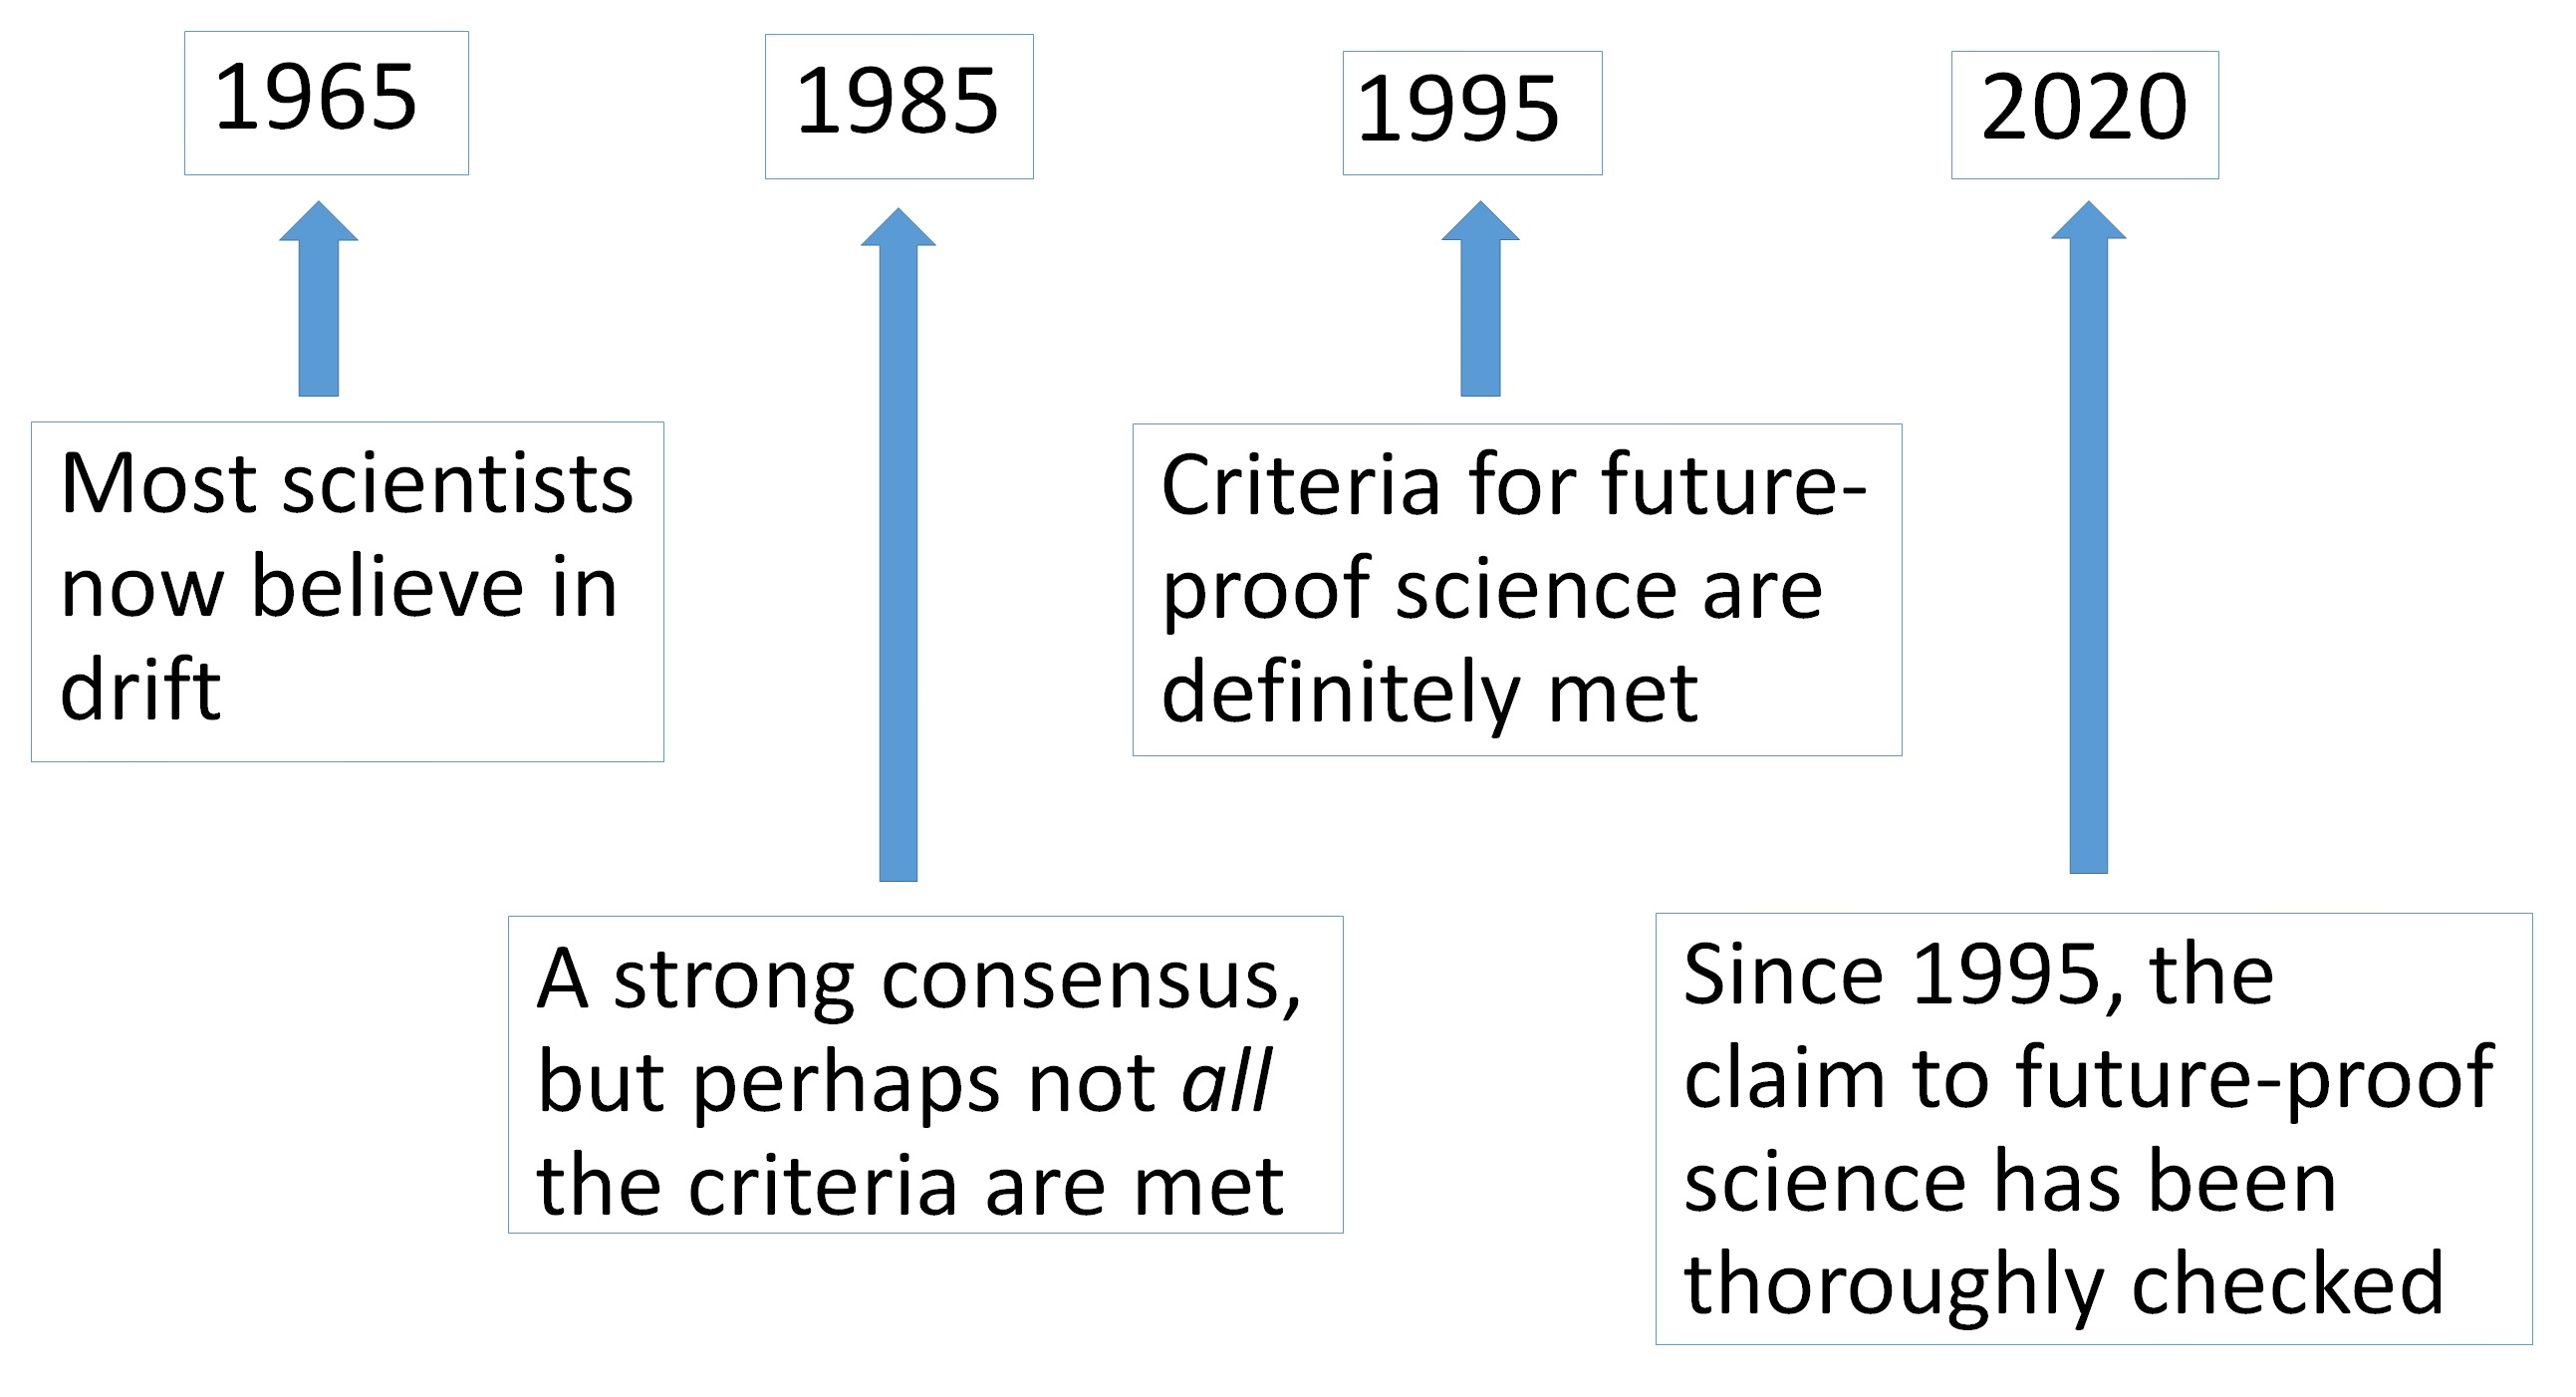 1965
1985
1995
2020
Most scientists
now believe in
drift
Criteria for future-
proof science are
definitely met
A strong consensus,
but perhaps not all
the criteria are met
Since 1995, the
claim to future-proof
science has been
thoroughly checked